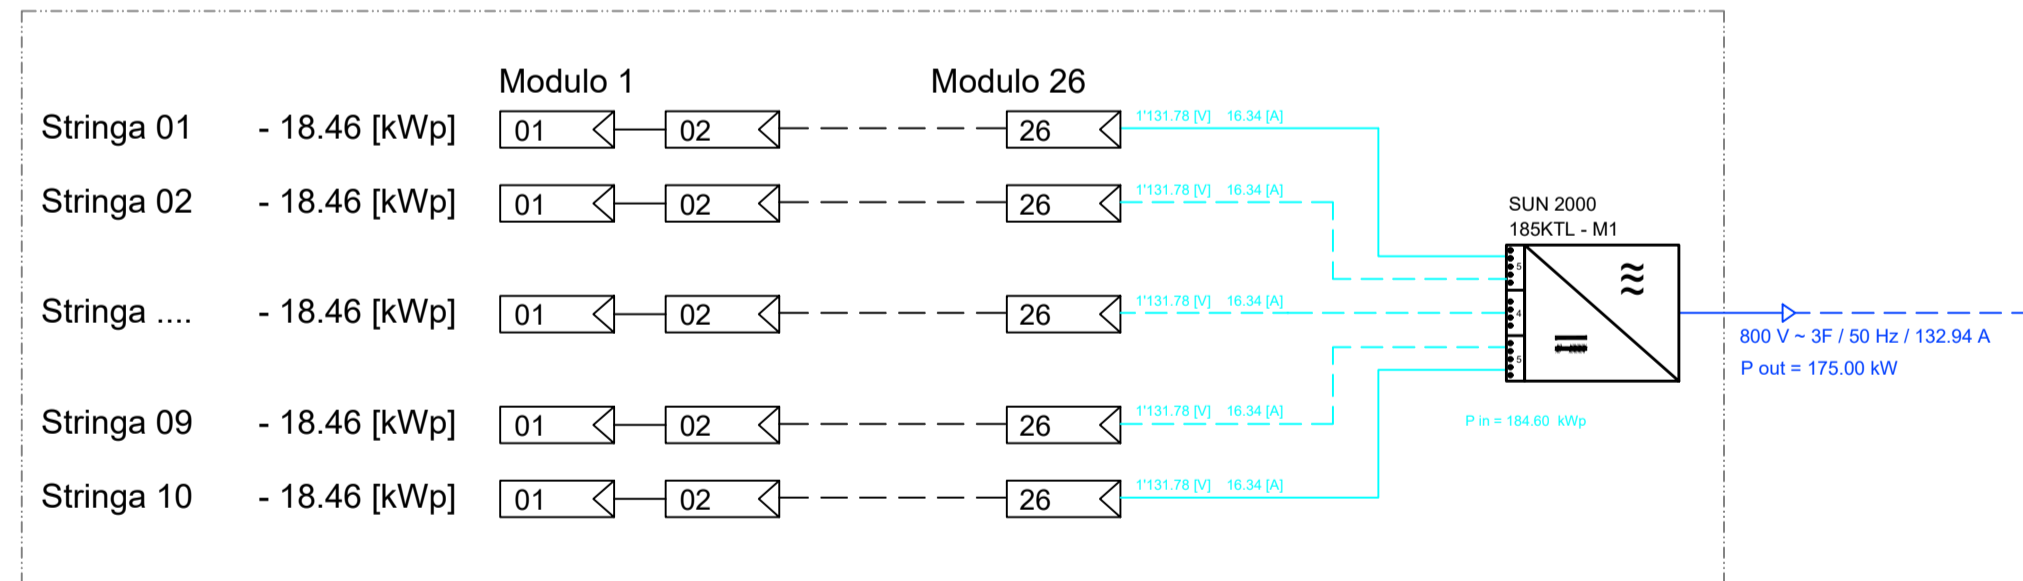 Modulo 1 Modulo 26
Stringa 01 - 18.46 [kWp] 01 02 26 1'131.78 [V] 16.34 [A]
Stringa 02 - 18.46 [kWp] 01 02 26 1'131.78 [V] 16.34 [A]
SUN 2000
185KTL - M1
5
Stringa .... - 18.46 [kWp] 01 02 26 1'131.78 [V] 16.34 [A] 4
800 V ~ 3F / 50 Hz / 132.94 A
5
P out = 175.00 kW
Stringa 09 - 18.46 [kWp] 01 02 26 1'131.78 [V] 16.34 [A]
P in = 184.60 kWp
Stringa 10 - 18.46 [kWp] 01 02 26 1'131.78 [V] 16.34 [A]